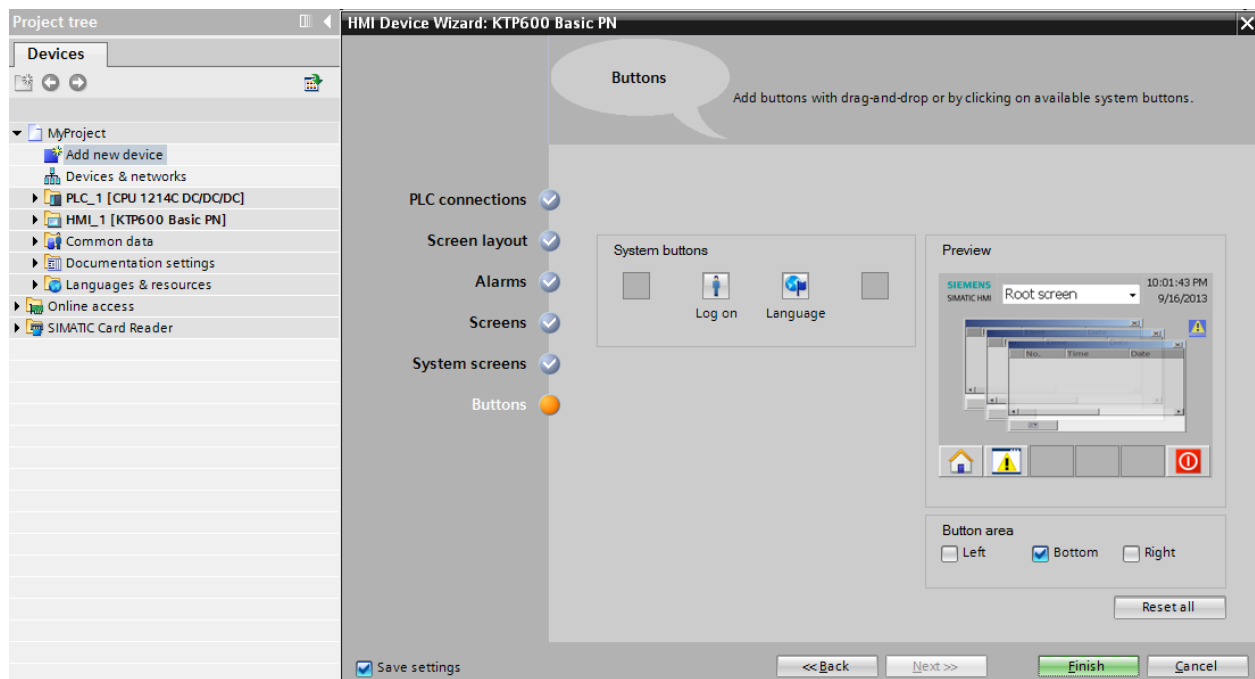 Project tree
Devices
MyProject
Add new device
Devices & networks
PLC_1 [CPU 1214C DC/DC/DC]
HMI_1 [KTP600 Basic PN]
Common data
Documentation settings
Languages & resources
Online access
SIMATIC Card Reader
HMI Device Wizard: KTP600 Basic PN
Buttons
Add buttons with drag-and-drop or by clicking on available system buttons.
PLC connections
Screen layout
Alarms
Screens
System screens
Buttons
System buttons
Log on
Language
Preview
SIEMENS
SIMATIC HMI
Root screen
10:01:43 PM
9/16/2013
No. Time Date
Button area
Left Bottom Right
Reset all
Save settings
<<Back Next >> Finish Cancel